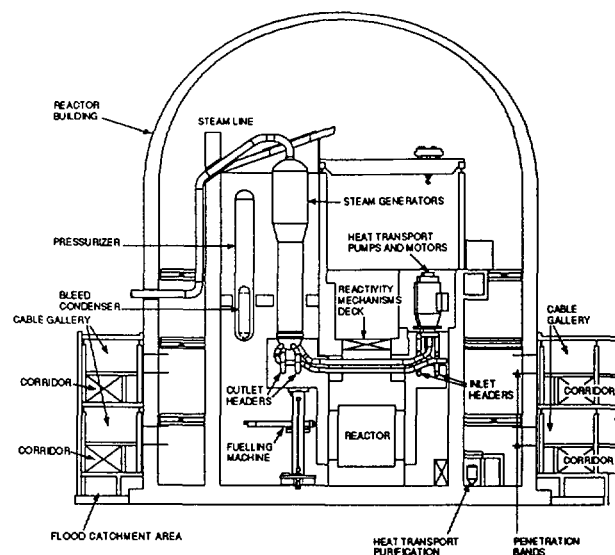 REACTOR
BUILDING
STEAM LINE
STEAM GENERATORS
PRESSURIZER
HEAT TRANSPORT
PUMPS AND MOTORS
BLEED
CONDENSER
REACTIVITY
MECHANISMS
DECK
CABLE GALLERY
CABLE
GALLERY
CORRIDOR
OUTLET
HEADERS
INLET
HEADERS
CORRIDOR
FUELLING
MACHINE
REACTOR
CORRIDOR
CORRIDOR
FLOOD CATCHMENT AREA
HEAT TRANSPORT
PURIFICATION
PENETRATION
BANDS